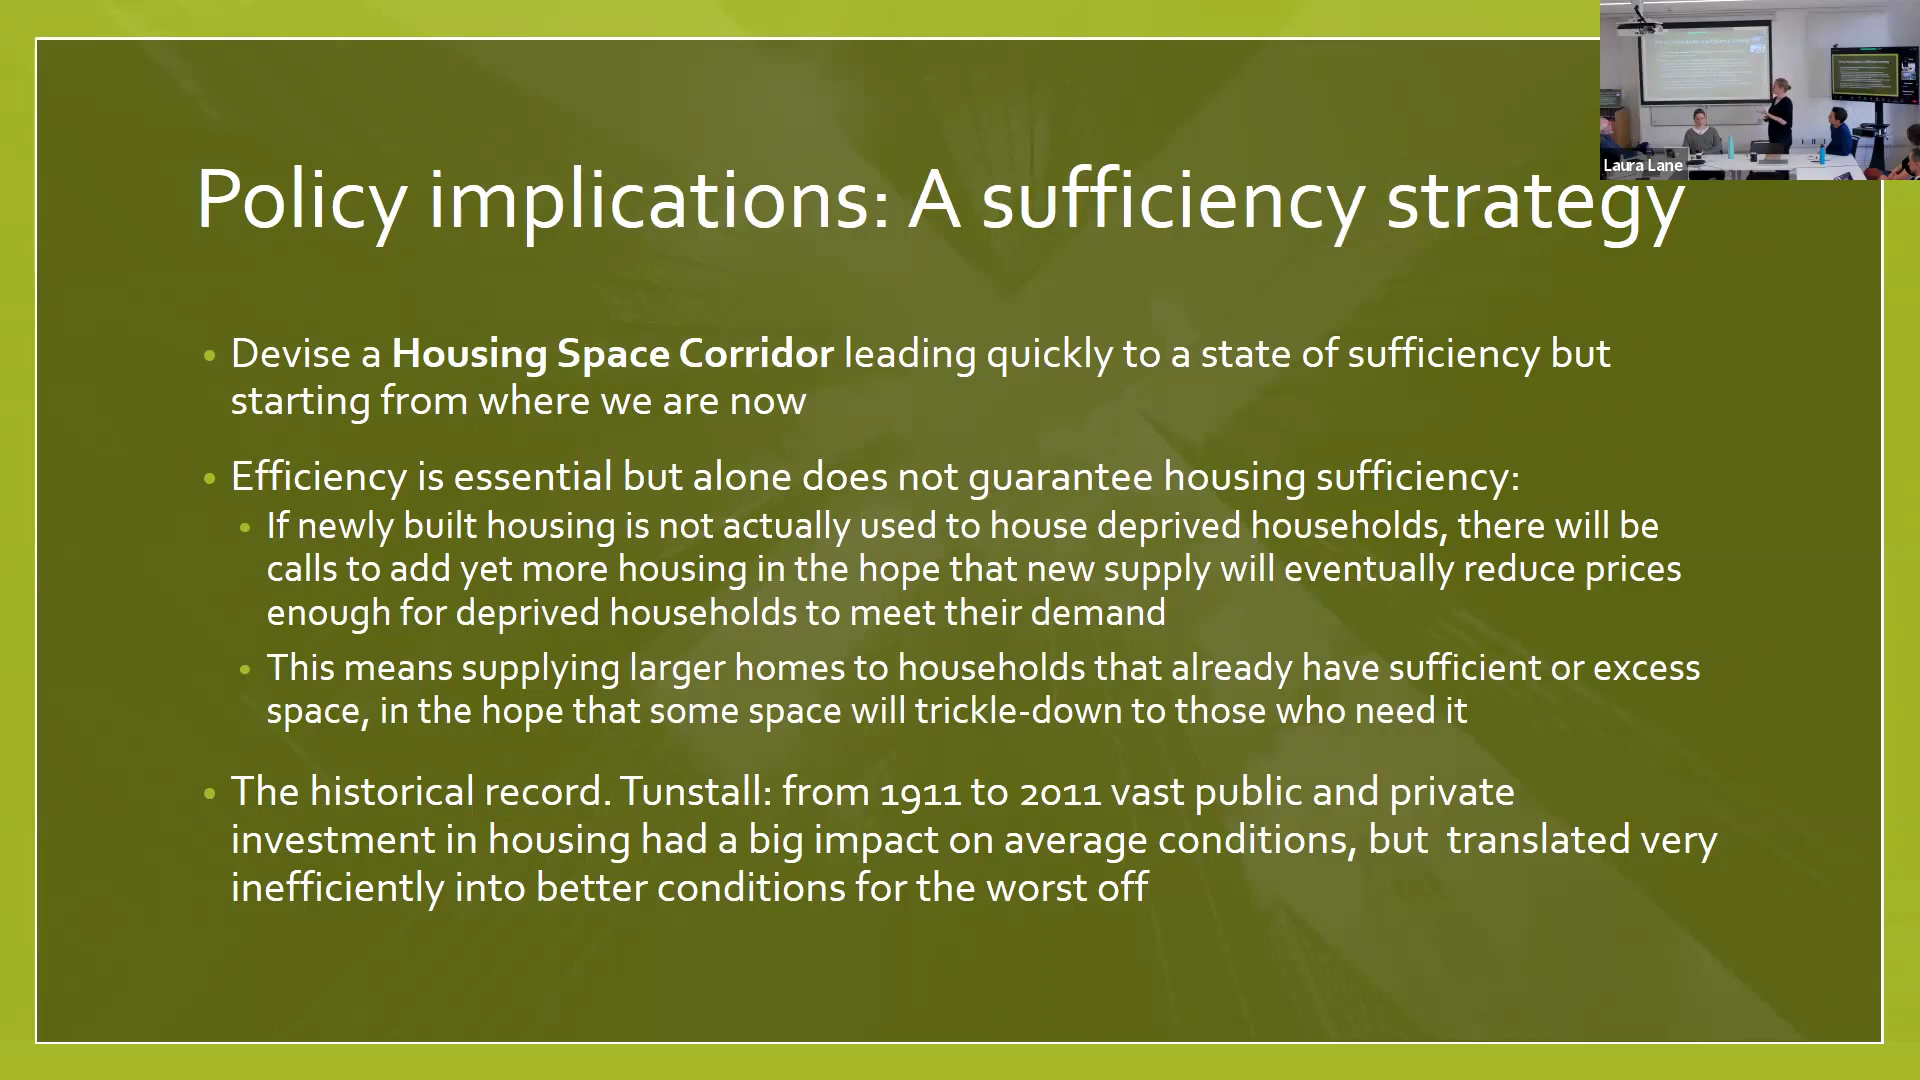 Laura Lane
Policy implications: A sufficiency strategy
• Devise a Housing Space Corridor leading quickly to a state of sufficiency but
starting from where we are now
• Efficiency is essential but alone does not guarantee housing sufficiency:
• If newly built housing is not actually used to house deprived households, there will be
calls to add yet more housing in the hope that new supply will eventually reduce prices
enough for deprived households to meet their demand
• This means supplying larger homes to households that already have sufficient or excess
space, in the hope that some space will trickle-down to those who need it
• The historical record. Tunstall: from 1911 to 2011 vast public and private
investment in housing had a big impact on average conditions, but  translated very
inefficiently into better conditions for the worst off